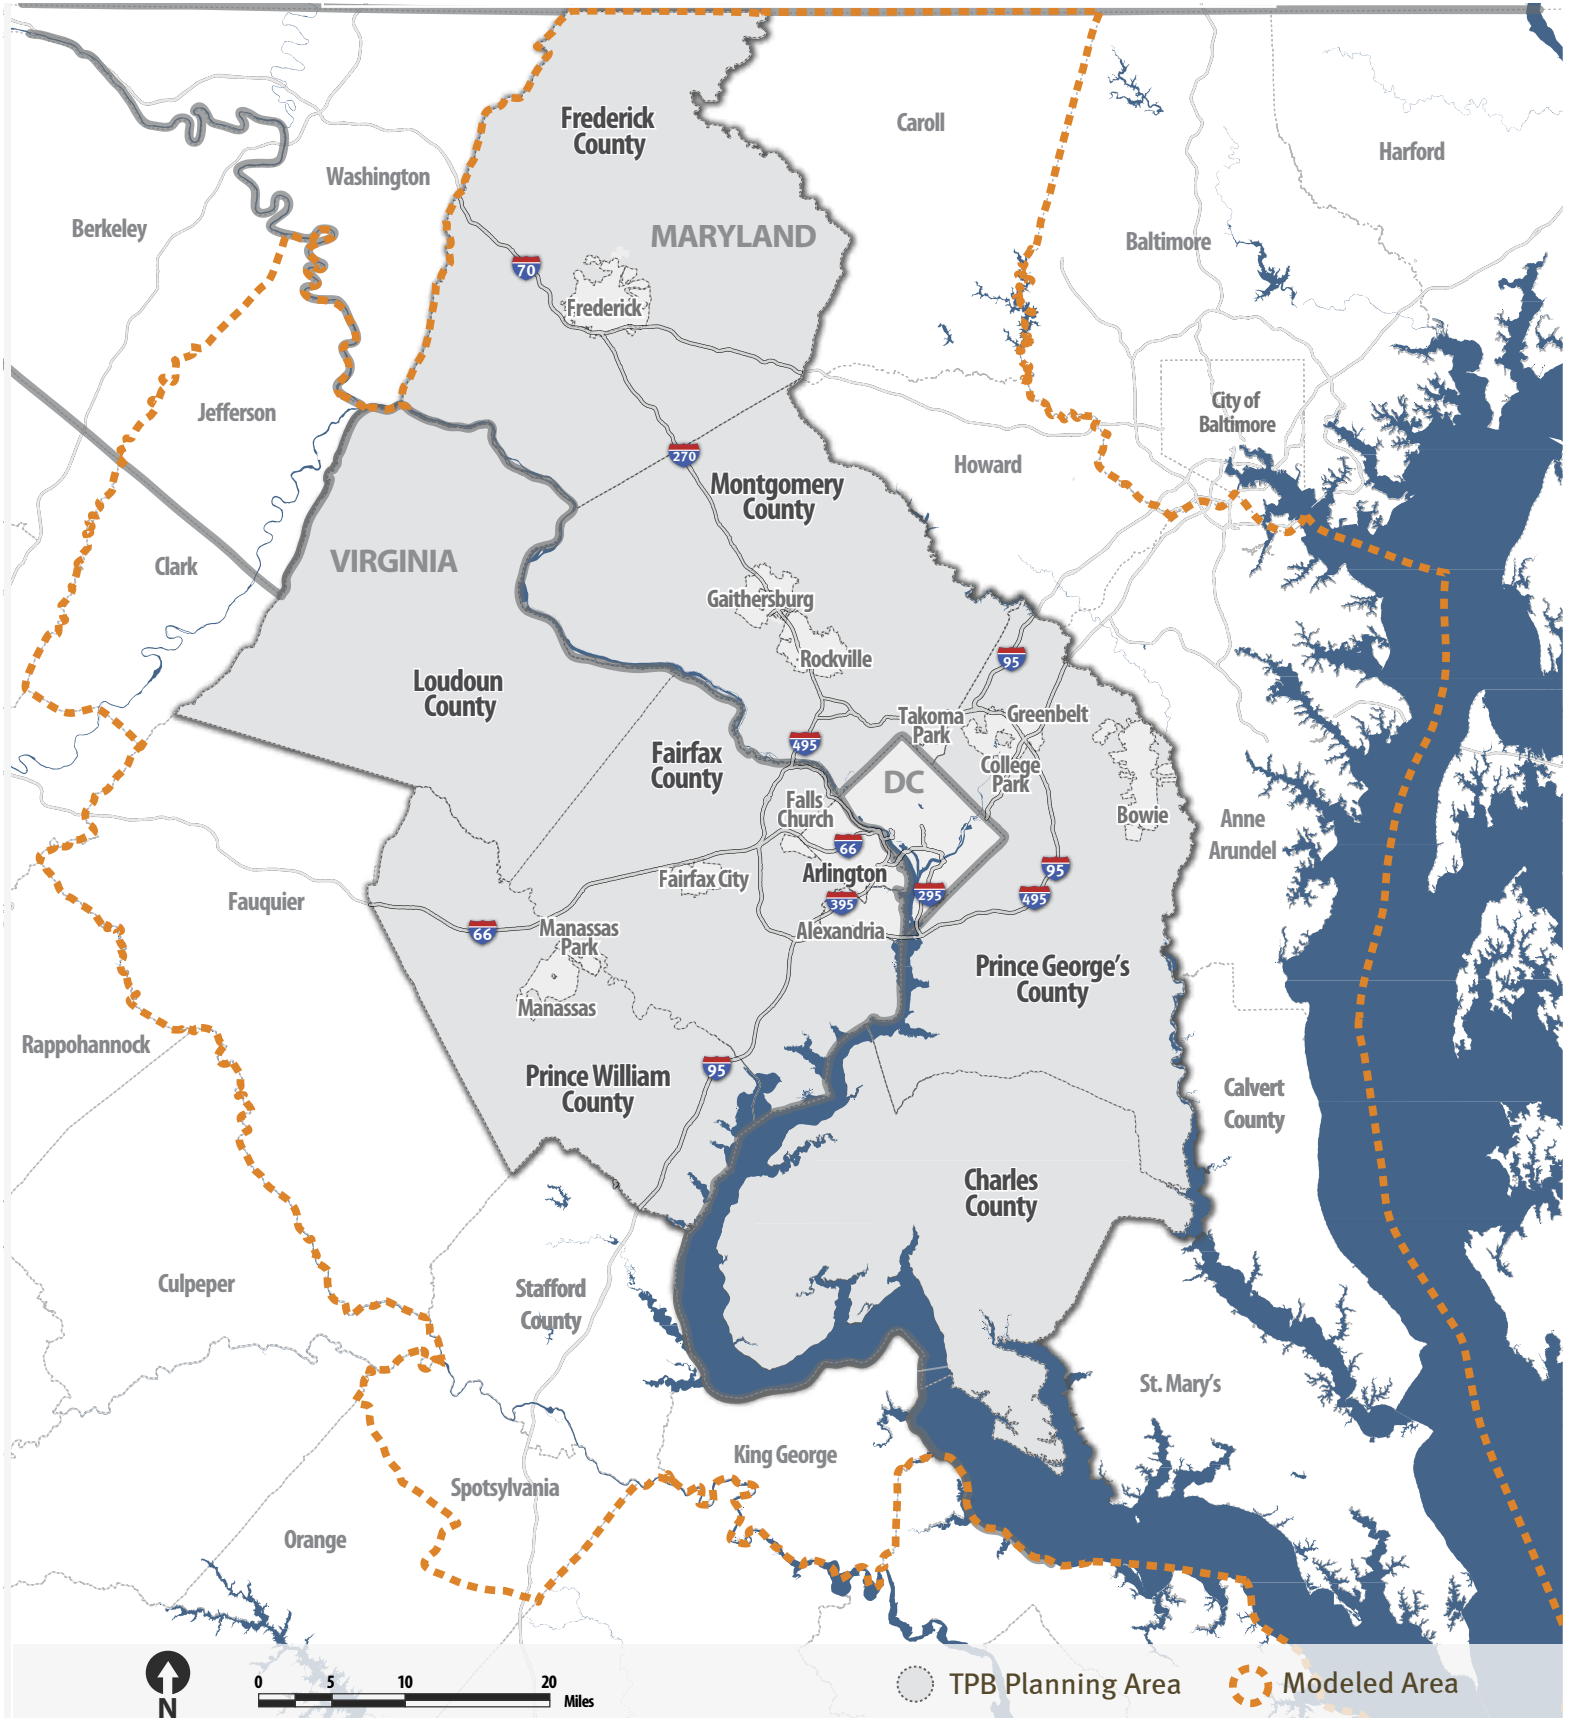 Frederick
County
Caroll
Harford
Washington
Berkeley
MARYLAND
Baltimore
70
Frederick
Jefferson
City of
Baltimore
270
Howard
Montgomery
County
VIRGINIA
Clark
Gaithersburg
Rockville
95
Loudoun
County
Takoma
Park
Greenbelt
495
Fairfax
County
College
Park
DC
Falls
Church
Bowie
Anne
Arundel
66
Arlington
95
Fairfax City
295
495
395
Fauquier
66
Manassas
Park
Alexandria
Prince George's
County
Manassas
Rappohannock
95
Prince William
County
Calvert
County
Charles
County
Culpeper
Stafford
County
St. Mary's
King George
Spotsylvania
Orange
N
0 5 10 20
Miles
TPB Planning Area
Modeled Area